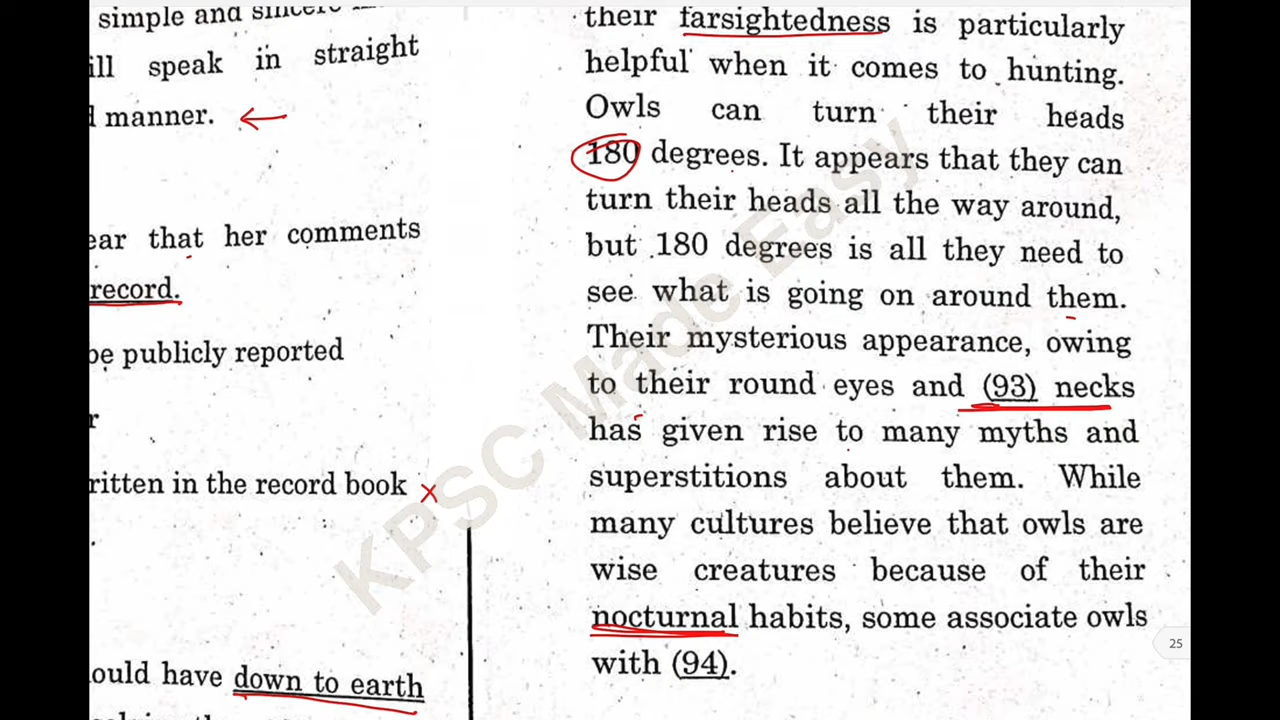 simple and sincere
ill speak in straight
d manner.
ear that her comments
record.
be publicly reported
r
ritten in the record book
ould have down to earth
their farsightedness is particularly
helpful when it comes to hunting.
Owls can turn their heads
180 degrees. It appears that they can
turn their heads all the way around,
but 180 degrees is all they need to
see what is going on around them.
Their mysterious appearance, owing
to their round eyes and (93) necks
has given rise to many myths and
superstitions about them. While
many cultures believe that owls are
wise creatures because of their
nocturnal habits, some associate owls
with (94).
KPSC Made Easy
25